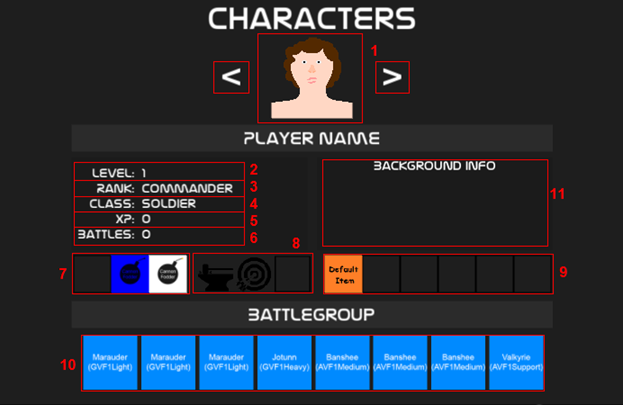 CHARACTERS
1
<
>
PLAYER NAME
LEVEL: 1
2
RANK: COMMANDER
3
CLASS: SOLDIER
4
XP: 0
5
BATTLES: 0
6
BACKGROUND INFO
11
7
Cannon
Fodder
8
Default
Item
9
BATTLEGROUP
10
Marauder
(GVF1Light)
Marauder
(GVF1Light)
Marauder
(GVF1Light)
Jotunn
(GVF1Heavy)
Banshee
(AVF1Medium)
Banshee
(AVF1Medium)
Banshee
(AVF1Medium)
Valkyrie
(AVF1Support)